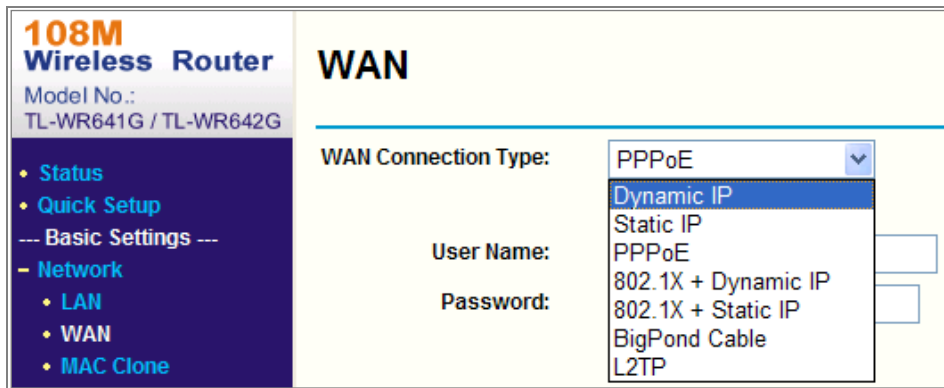 108M
Wireless Router
Model No.:
TL-WR641G / TL-WR642G
• Status
• Quick Setup
--- Basic Settings ---
– Network
• LAN
• WAN
• MAC Clone
WAN
WAN Connection Type:
PPPoE
Dynamic IP
Static IP
PPPoE
802.1X + Dynamic IP
802.1X + Static IP
BigPond Cable
L2TP
User Name:
Password: